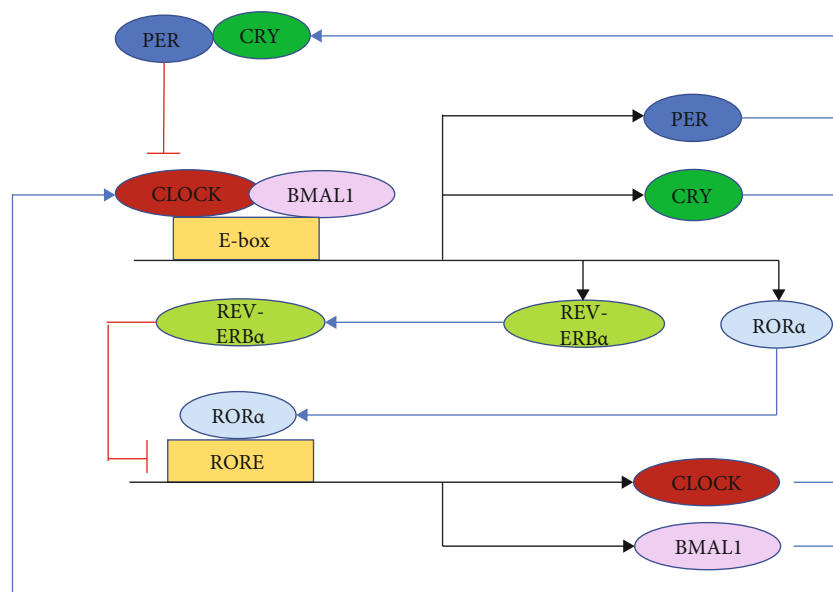 PER
CRY
PER
CLOCK
BMAL1
CRY
E-box
REV-
ERBα
REV-
ERBα
RORα
RORα
RORE
CLOCK
BMAL1